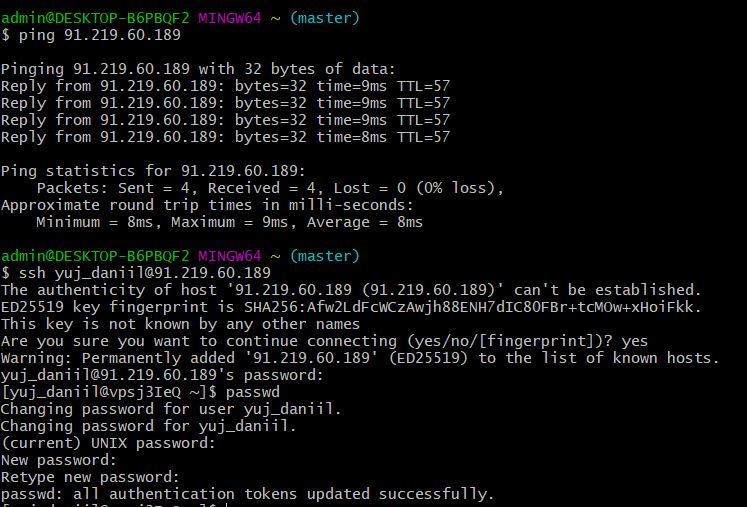 admin@DESKTOP-B6PBQF2 MINGW64 ~ (master)
$ ping 91.219.60.189
Pinging 91.219.60.189 with 32 bytes of data:
Reply from 91.219.60.189: bytes=32 time=9ms TTL=57
Reply from 91.219.60.189: bytes=32 time=9ms TTL=57
Reply from 91.219.60.189: bytes=32 time=9ms TTL=57
Reply from 91.219.60.189: bytes=32 time=8ms TTL=57
Ping statistics for 91.219.60.189:
    Packets: Sent = 4, Received = 4, Lost = 0 (0% loss),
Approximate round trip times in milli-seconds:
    Minimum = 8ms, Maximum = 9ms, Average = 8ms
admin@DESKTOP-B6PBQF2 MINGW64 ~ (master)
$ ssh yuj_daniil@91.219.60.189
The authenticity of host '91.219.60.189 (91.219.60.189)' can't be established.
ED25519 key fingerprint is SHA256:Afw2LdFcWCzAwjh88ENH7dIC8OFBr+tcMOw+xHoiFkk.
This key is not known by any other names
Are you sure you want to continue connecting (yes/no/[fingerprint])? yes
Warning: Permanently added '91.219.60.189' (ED25519) to the list of known hosts.
yuj_daniil@91.219.60.189's password:
[yuj_daniil@vpsj3IeQ ~]$ passwd
Changing password for user yuj_daniil.
Changing password for yuj_daniil.
(current) UNIX password:
New password:
Retype new password:
passwd: all authentication tokens updated successfully.